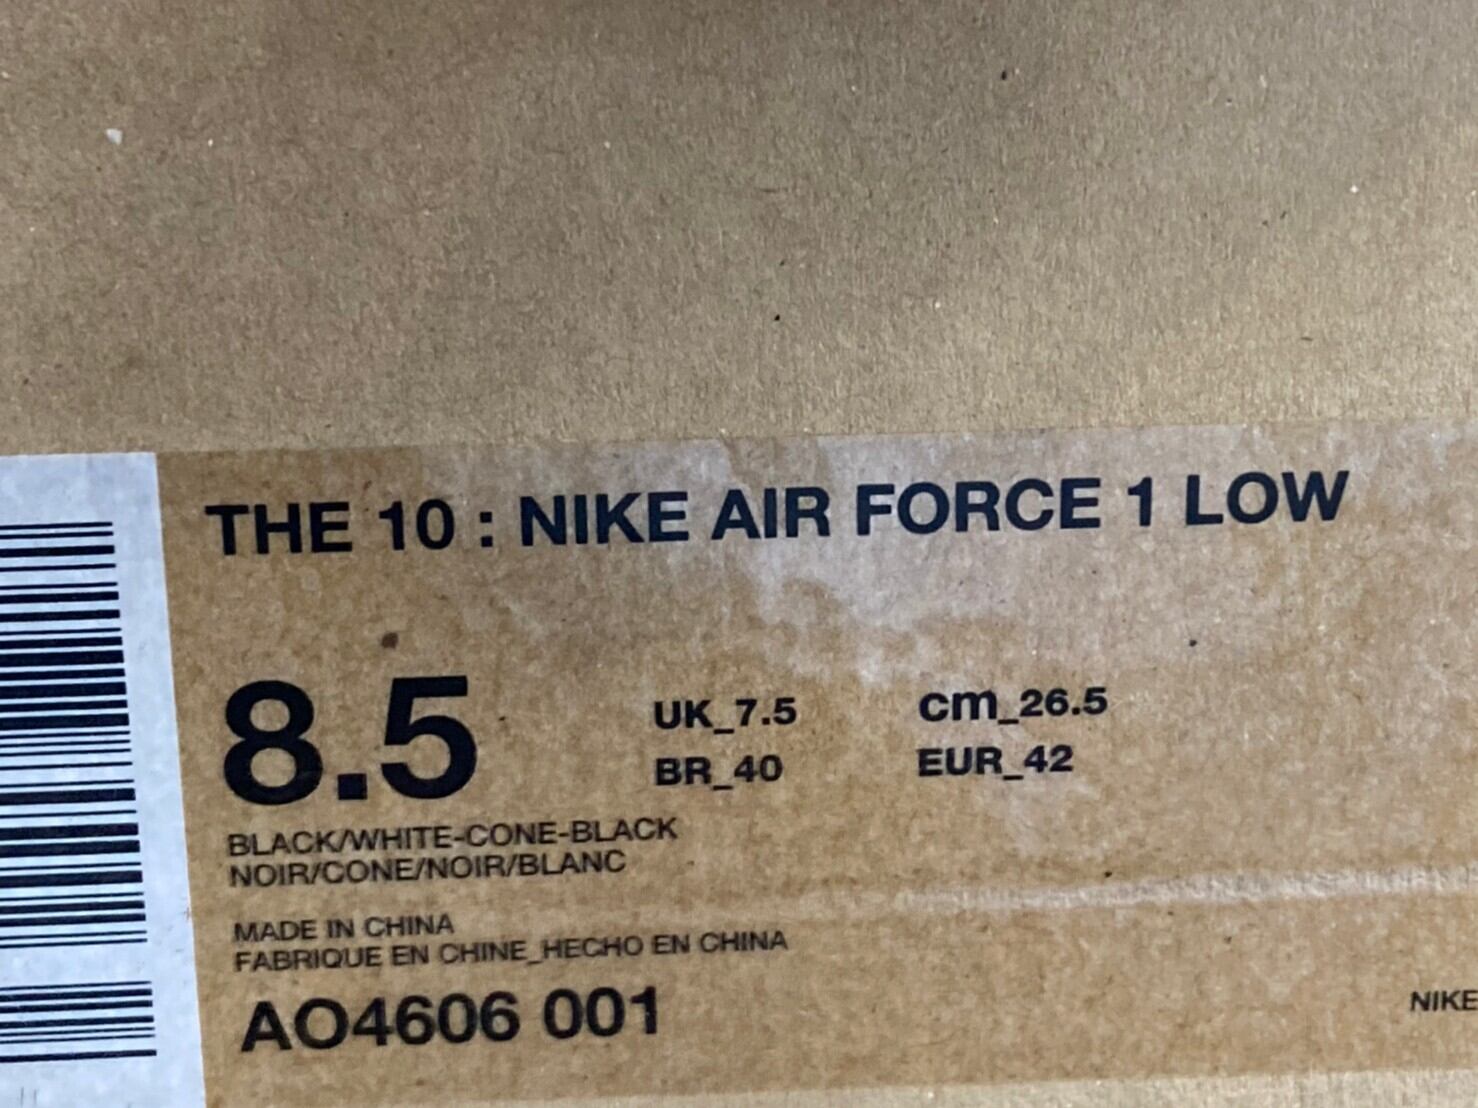 THE 10 : NIKE AIR FORCE 1 LOW
8.5
UK_7.5 cm_26.5
BR_40 EUR_42
BLACK/WHITE-CONE-BLACK
NOIR/CONE/NOIR/BLANC
MADE IN CHINA
FABRIQUE EN CHINE_HECHO EN CHINA
AO4606 001
NIKE